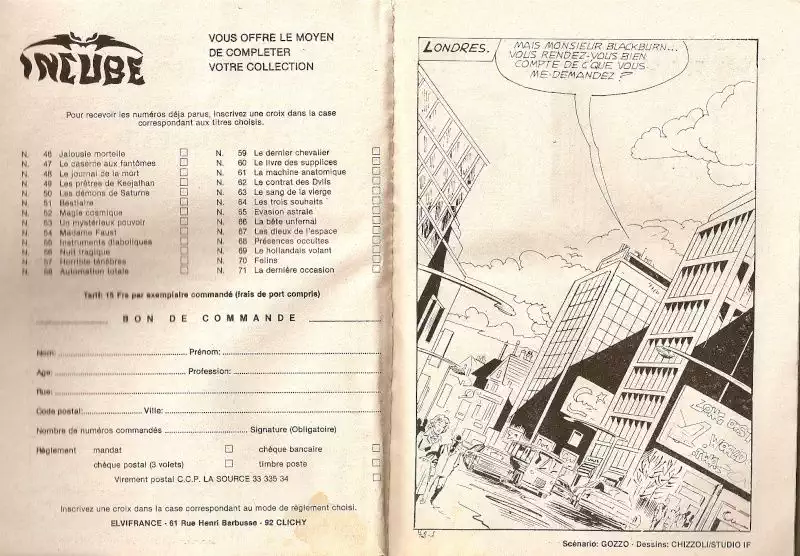 INCUBE
VOUS OFFRE LE MOYEN
DE COMPLETER
VOTRE COLLECTION
Pour recevoir les numéros déja parus, inscrivez une croix dans la case
correspondant aux titres choisis.
N. 46 Jalousie mortelle
N. 47 La caserne aux fantômes
N. 48 Le journal de la mort
N. 49 Les prêtres de Keejathan
N. 50 Les démons de Saturne
N. 51 Bestiaire
N. 52 Magie cosmique
N. 53 Un mystérieux pouvoir
N. 54 Madame Faust
N. 55 Instruments diaboliques
N. 56 Nuit tragique
N. 57 Horrible ténèbres
N. 58 Automation totale
N. 59 Le dernier chevalier
N. 60 Le livre des supplices
N. 61 La machine anatomique
N. 62 Le contrat des Dvils
N. 63 Le sang de la vierge
N. 64 Les trois souhaits
N. 65 Evasion astrale
N. 66 La bête unfernal
N. 67 Les dieux de l'espace
N. 68 Présences occultes
N. 69 Le hollandais volant
N. 70 Felins
N. 71 La dernière occasion
Tarif: 15 Frs par exemplaire commandé (frais de port compris)
BON DE COMMANDE
Nom: Prénom:
Age: Profession:
Rue:
Code postal: Ville:
Nombre de numéros commandés Signature (Obligatoire)
Règlement mandat chèque bancaire
chéque postal (3 volets) timbre poste
Virement postal C.C.P. LA SOURCE 33 335 34
Inscrivez une croix dans la case correspondant au mode de règlement choisi.
ELVIFRANCE - 61 Rue Henri Barbusse - 92 CLICHY
LONDRES.
MAIS MONSIEUR BLACKBURN...
VOUS RENDEZ-VOUS BIEN
COMPTE DE C'QUE VOUS
ME DEMANDEZ ?
Scénario: GOZZO - Dessins: CHIZZOLI/STUDIO IF